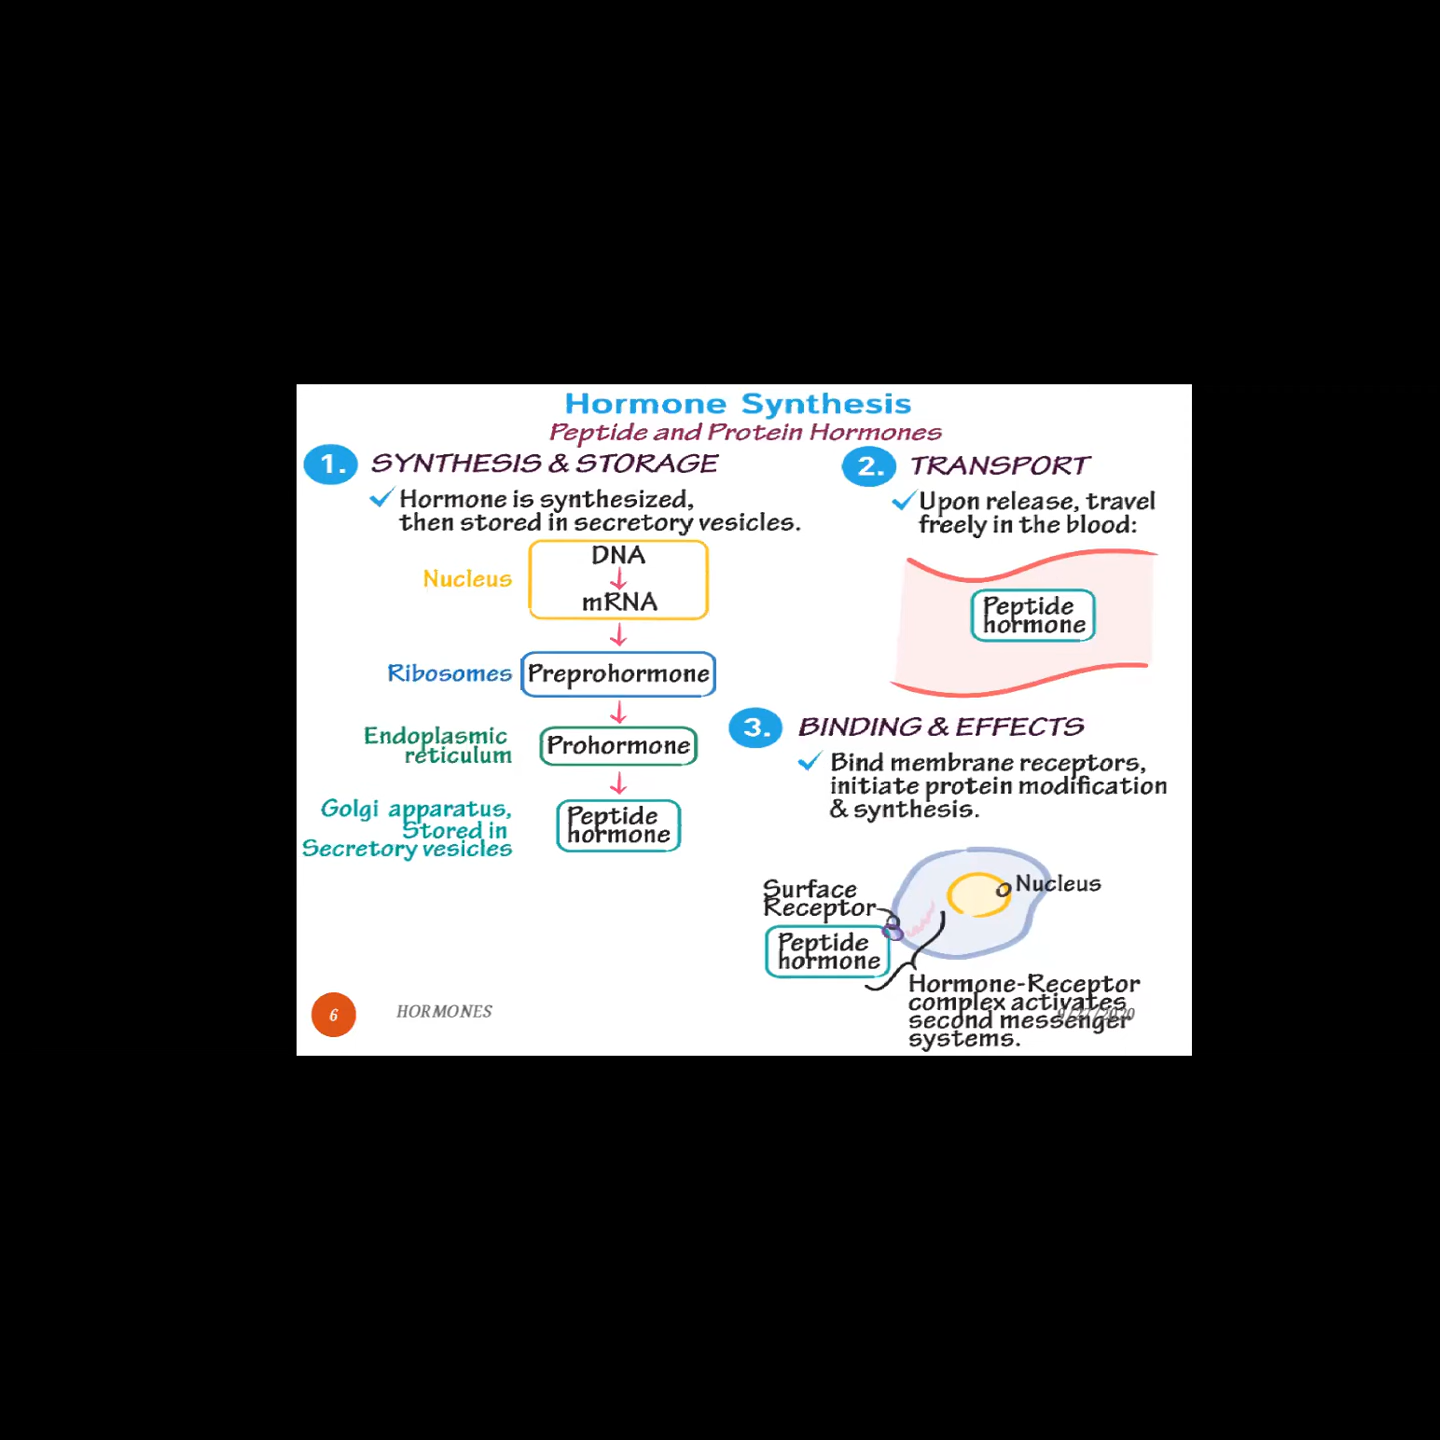 Hormone Synthesis
Peptide and Protein Hormones
1. SYNTHESIS & STORAGE
Hormone is synthesized,
then stored in secretory vesicles.
Nucleus
DNA
mRNA
Ribosomes
Preprohormone
Endoplasmic
reticulum
Prohormone
Golgi apparatus,
Stored in
Secretory vesicles
Peptide
hormone
2. TRANSPORT
Upon release, travel
freely in the blood:
Peptide
hormone
3. BINDING & EFFECTS
Bind membrane receptors,
initiate protein modification
& synthesis.
Nucleus
Surface
Receptor
Peptide
hormone
Hormone-Receptor
complex activates
second messenger
systems.
6
HORMONES
9/27/2020